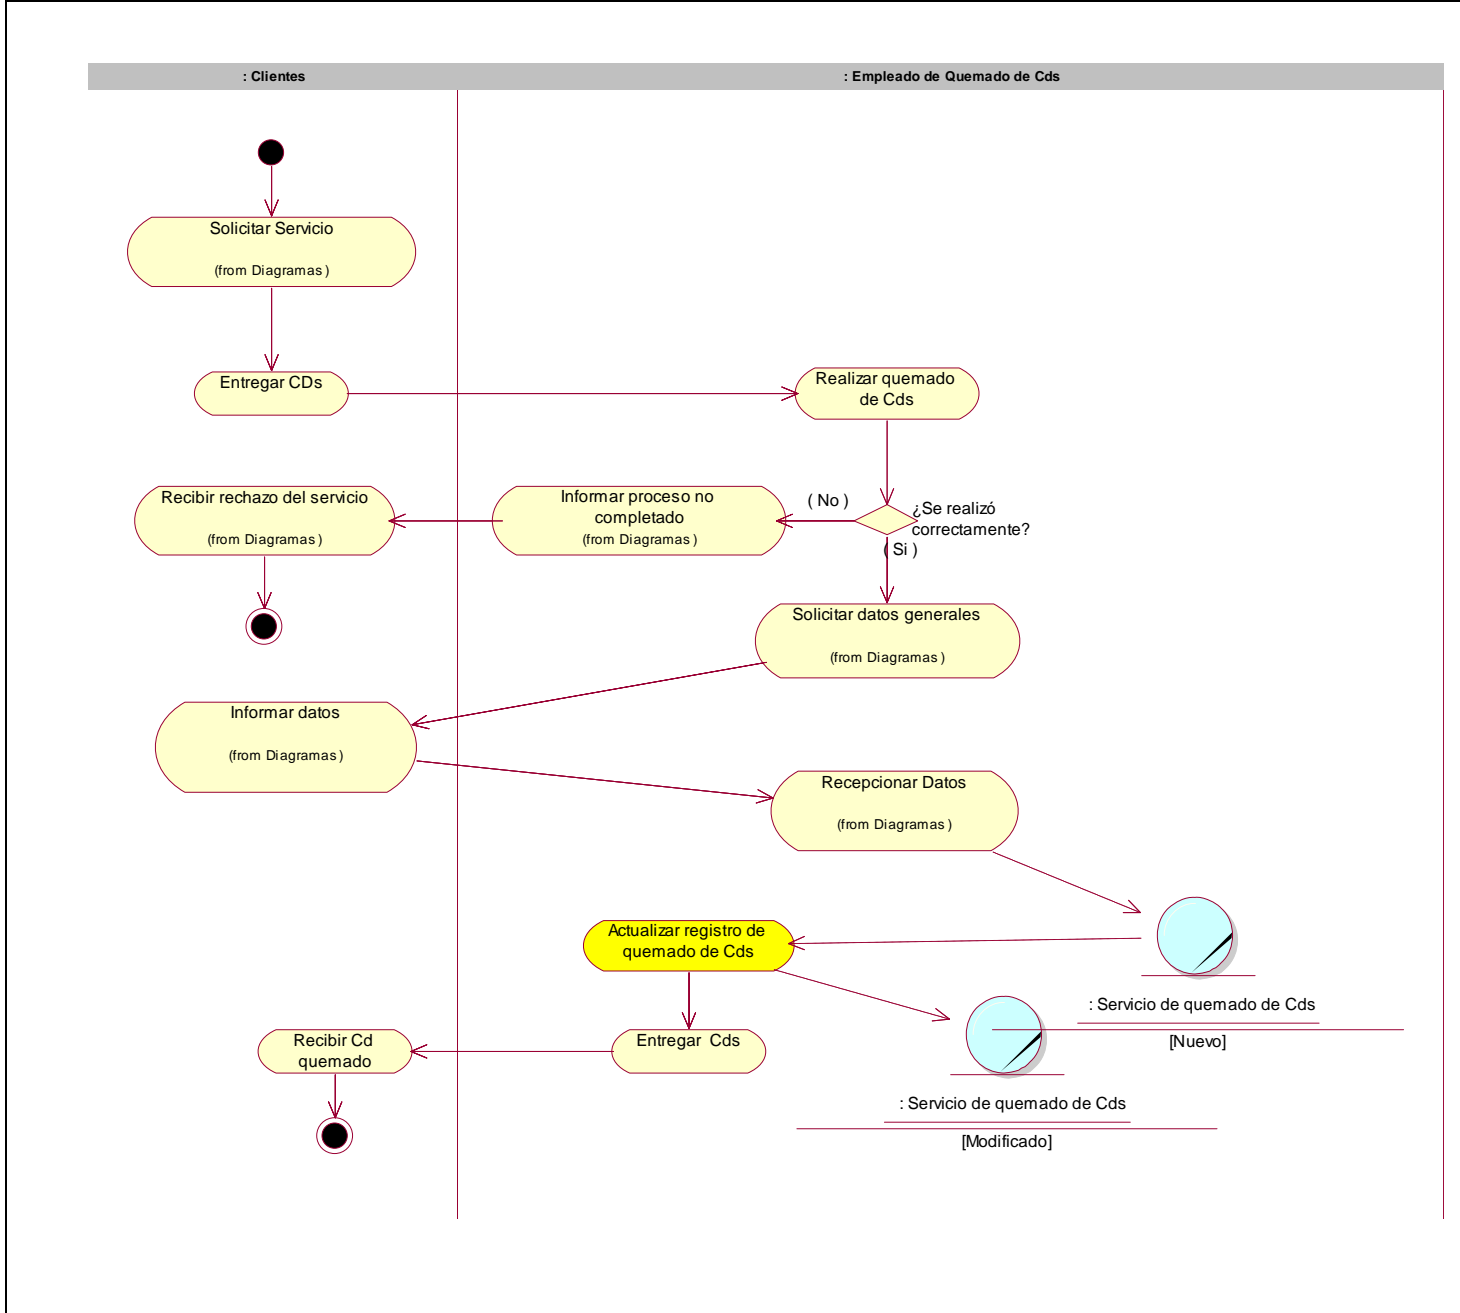 : Clientes
: Empleado de Quemado de Cds
Solicitar Servicio
(from Diagramas )
Entregar CDs
Realizar quemado
de Cds
Recibir rechazo del servicio
(from Diagramas )
Informar proceso no
completado
(from Diagramas )
( No )
¿Se realizó
correctamente?
( Si )
Solicitar datos generales
(from Diagramas )
Informar datos
(from Diagramas )
Recepcionar Datos
(from Diagramas )
Actualizar registro de
quemado de Cds
: Servicio de quemado de Cds
[Nuevo]
Recibir Cd
quemado
Entregar Cds
: Servicio de quemado de Cds
[Modificado]